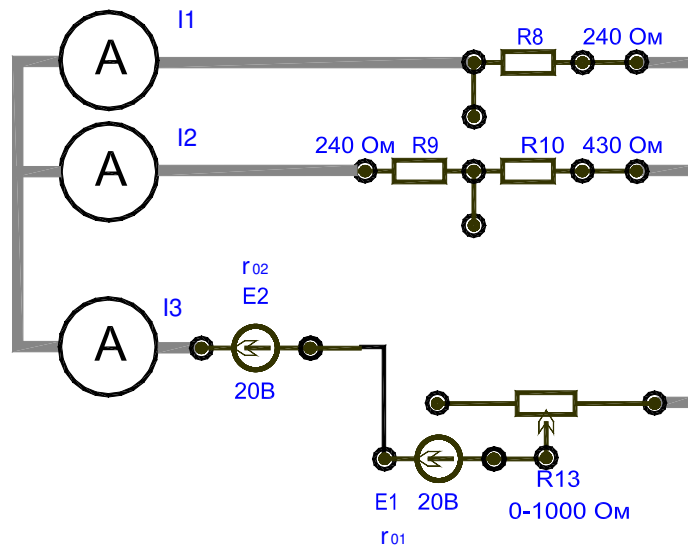 I1
R8 240 Ом
A
I2
240 Ом R9 R10 430 Ом
A
r02
E2
I3
A
20В
R13
E1 20В
0-1000 Ом
r01